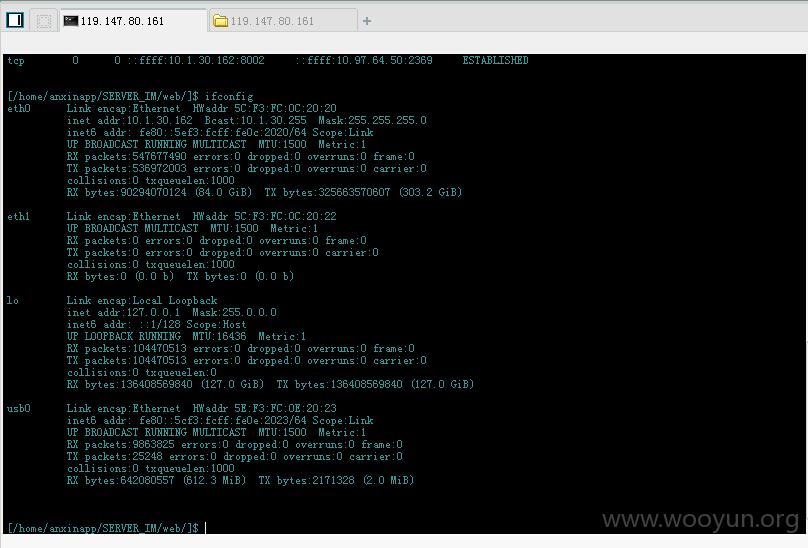 119.147.80.161
119.147.80.161
tcp 0 0 ::ffff:10.1.30.162:8002 ::ffff:10.97.64.50:2369 ESTABLISHED
[/home/anxinapp/SERVER_IM/web/]$ ifconfig
eth0 Link encap:Ethernet HWaddr 5C:F3:FC:0C:20:20
inet addr:10.1.30.162 Bcast:10.1.30.255 Mask:255.255.255.0
inet6 addr: fe80::5ef3:fcff:fe0c:2020/64 Scope:Link
UP BROADCAST RUNNING MULTICAST MTU:1500 Metric:1
RX packets:547677490 errors:0 dropped:0 overruns:0 frame:0
TX packets:536972003 errors:0 dropped:0 overruns:0 carrier:0
collisions:0 txqueuelen:1000
RX bytes:90294070124 (84.0 GiB) TX bytes:325663570607 (303.2 GiB)
eth1 Link encap:Ethernet HWaddr 5C:F3:FC:0C:20:22
UP BROADCAST MULTICAST MTU:1500 Metric:1
RX packets:0 errors:0 dropped:0 overruns:0 frame:0
TX packets:0 errors:0 dropped:0 overruns:0 carrier:0
collisions:0 txqueuelen:1000
RX bytes:0 (0.0 b) TX bytes:0 (0.0 b)
lo Link encap:Local Loopback
inet addr:127.0.0.1 Mask:255.0.0.0
inet6 addr: ::1/128 Scope:Host
UP LOOPBACK RUNNING MTU:16436 Metric:1
RX packets:104470513 errors:0 dropped:0 overruns:0 frame:0
TX packets:104470513 errors:0 dropped:0 overruns:0 carrier:0
collisions:0 txqueuelen:0
RX bytes:136408569840 (127.0 GiB) TX bytes:136408569840 (127.0 GiB)
usb0 Link encap:Ethernet HWaddr 5E:F3:FC:0E:20:23
inet6 addr: fe80::5cf3:fcff:fe0e:2023/64 Scope:Link
UP BROADCAST RUNNING MULTICAST MTU:1500 Metric:1
RX packets:9863825 errors:0 dropped:0 overruns:0 frame:0
TX packets:25248 errors:0 dropped:0 overruns:0 carrier:0
collisions:0 txqueuelen:1000
RX bytes:642080557 (612.3 MiB) TX bytes:2171328 (2.0 MiB)
[/home/anxinapp/SERVER_IM/web/]$
www.wooyun.org